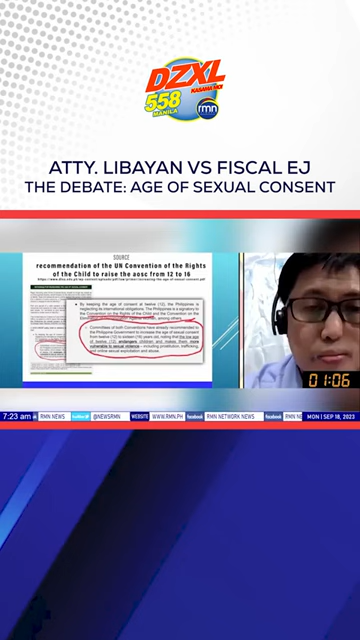 DZXL
KASAMA MO!
558
MANILA
rmn
ATTY. LIBAYAN VS FISCAL EJ
THE DEBATE: AGE OF SEXUAL CONSENT
SOURCE
recommendation of the UN Convention of the Rights
of the Child to raise the aosc from 12 to 16
By keeping the age of consent at twelve (12), the Philippines is
neglecting its international obligations. The Philippines is a signatory to
the Convention on the Rights of the Child and the Convention on the
Committees of both Conventions have already recommended to
the Philippine Government to increase the age of sexual consent
from twelve (12) to sixteen (16) years old, noting that the low age
of twelve (12) endangers children and makes them more
vulnerable to sexual violence – including prostitution, trafficking,
and online sexual exploitation and abuse.
01:06
7:23 am
RMN NEWS
@NEWSRMN
WEBSITE
WWW.RMN.PH
facebook
RMN NETWORK NEWS
facebook
RMN NE
MON | SEP 18, 2023